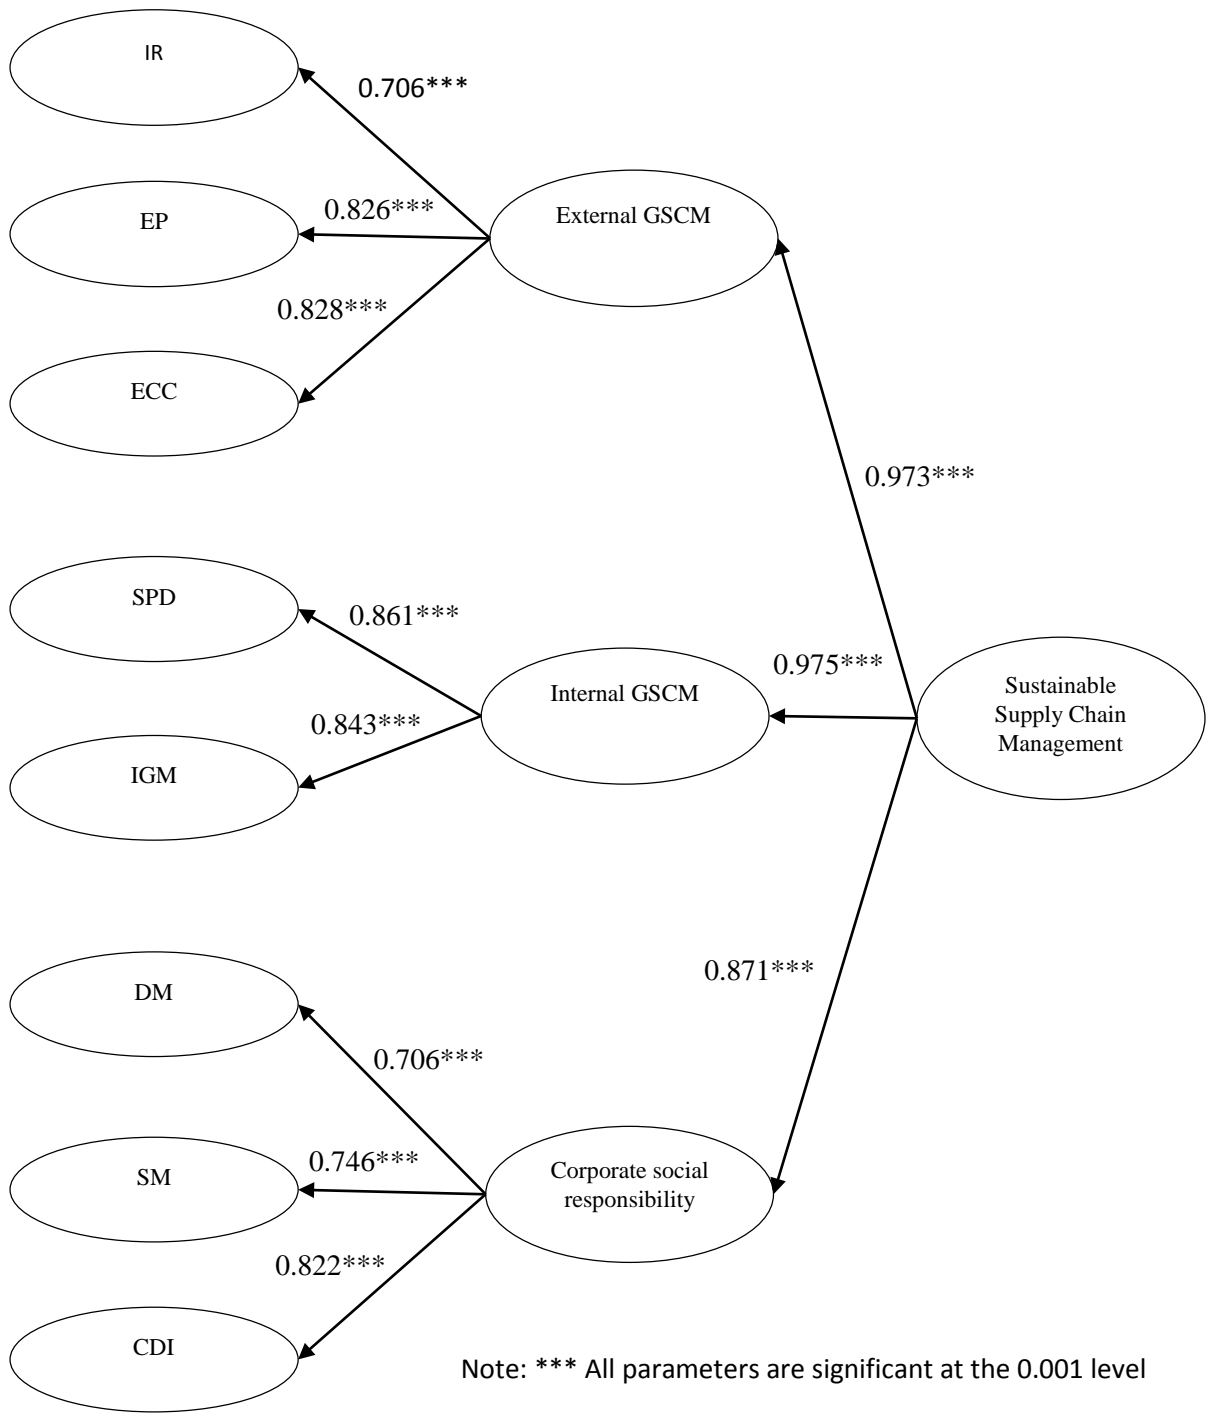 IR
0.706***
EP
0.826***
External GSCM
0.828***
ECC
0.973***
SPD
0.861***
0.975***
Internal GSCM
Sustainable
Supply Chain
Management
0.843***
IGM
0.871***
DM
0.706***
SM
0.746***
Corporate social
responsibility
0.822***
CDI
Note: *** All parameters are significant at the 0.001 level